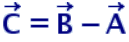 C⃗ = B⃗ − A⃗